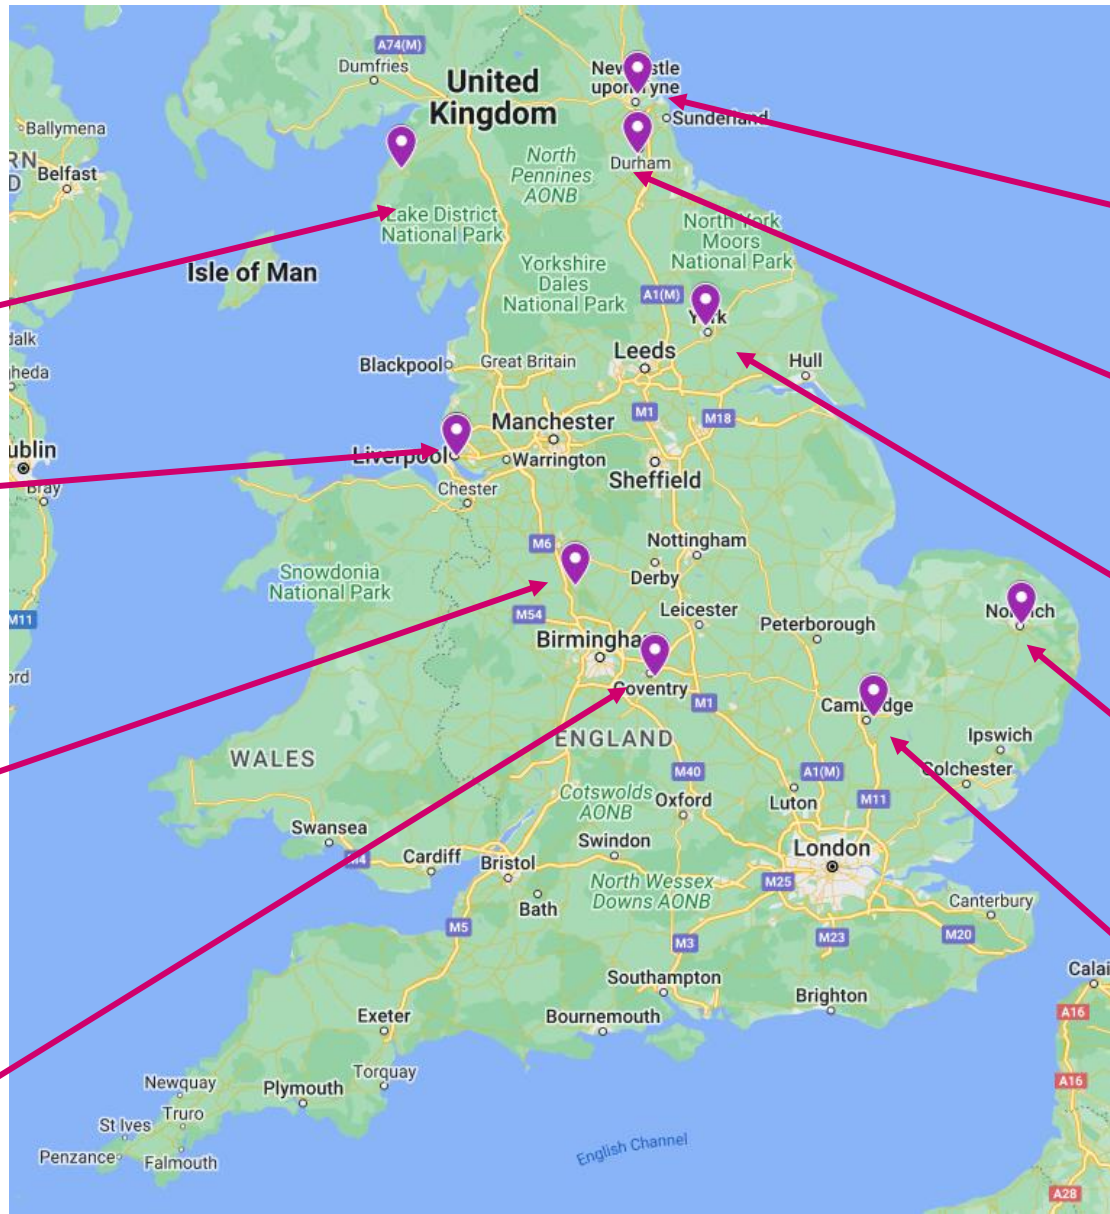 A74(M)
Dumfries
United
Kingdom
Sunderland
Ballymena
Belfast
North
Pennines
AONB
Durham
Lake District
National Park
North York
Moors
National Park
Isle of Man
Yorkshire
Dales
National Park
A1(M)
Blackpool
Great Britain
Leeds
Hull
M1
M18
Manchester
Liverpool
Warrington
Sheffield
Chester
M6
Nottingham
Derby
Snowdonia
National Park
M11
M54
Leicester
Peterborough
Coventry
M1
WALES
ENGLAND
Ipswich
Colchester
M40
A1(M)
M11
Cotswolds
AONB
Oxford
Luton
Swansea
Cardiff
Bristol
Swindon
London
M25
North Wessex
Downs AONB
Bath
Canterbury
M5
M3
M23
M20
Southampton
Brighton
Exeter
Bournemouth
A16
A16
Newquay
Torquay
Plymouth
Truro
St Ives
Penzance
Falmouth
English Channel
A28